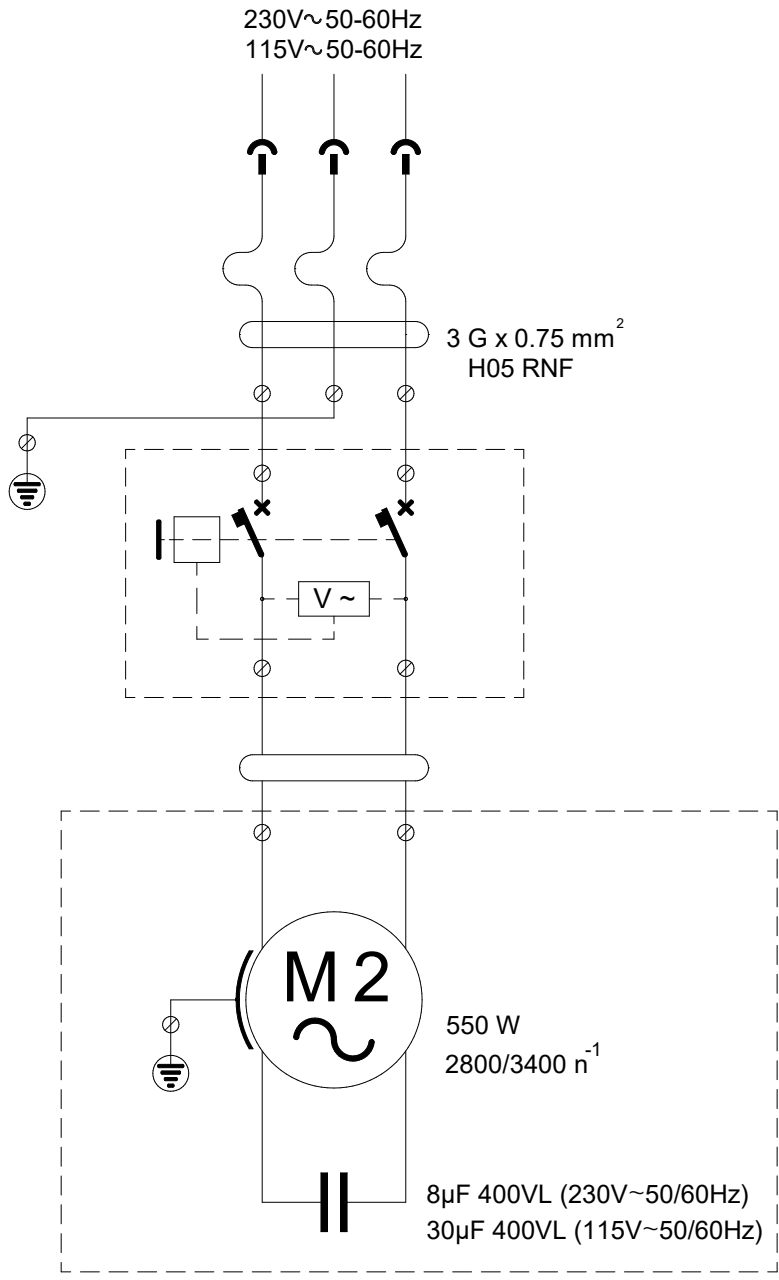 230V~50-60Hz
115V~50-60Hz
3 G x 0.75 mm²
H05 RNF
V ~
M 2
550 W
2800/3400 n⁻¹
8µF 400VL (230V~50/60Hz)
30µF 400VL (115V~50/60Hz)